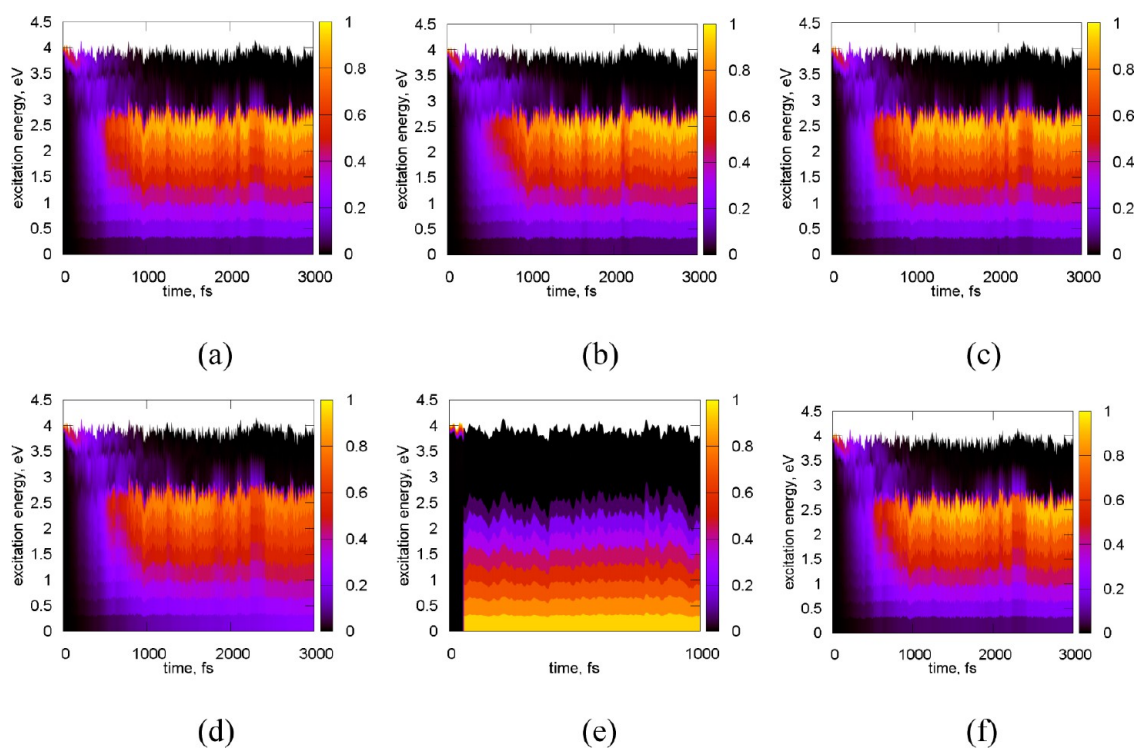 4.5 4 3.5 3 2.5 2 1.5 1 0.5 0
excitation energy, eV
0 1000 2000 3000
time, fs
1 0.8 0.6 0.4 0.2 0
(a)
4.5 4 3.5 3 2.5 2 1.5 1 0.5 0
excitation energy, eV
0 1000 2000 3000
time, fs
1 0.8 0.6 0.4 0.2 0
(b)
4.5 4 3.5 3 2.5 2 1.5 1 0.5 0
excitation energy, eV
0 1000 2000 3000
time, fs
1 0.8 0.6 0.4 0.2 0
(c)
4.5 4 3.5 3 2.5 2 1.5 1 0.5 0
excitation energy, eV
0 1000 2000 3000
time, fs
1 0.8 0.6 0.4 0.2 0
(d)
4.5 4 3.5 3 2.5 2 1.5 1 0.5 0
excitation energy, eV
0 1000
time, fs
1 0.8 0.6 0.4 0.2 0
(e)
4.5 4 3.5 3 2.5 2 1.5 1 0.5 0
excitation energy, eV
0 1000 2000 3000
time, fs
1 0.8 0.6 0.4 0.2 0
(f)